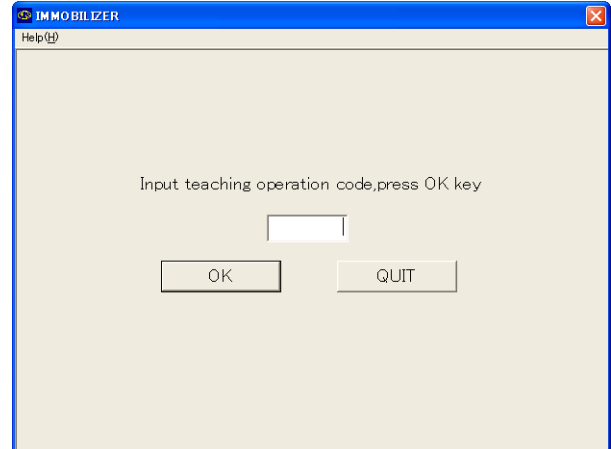 IMMOBILIZER
Help(H)
Input teaching operation code,press OK key
OK QUIT